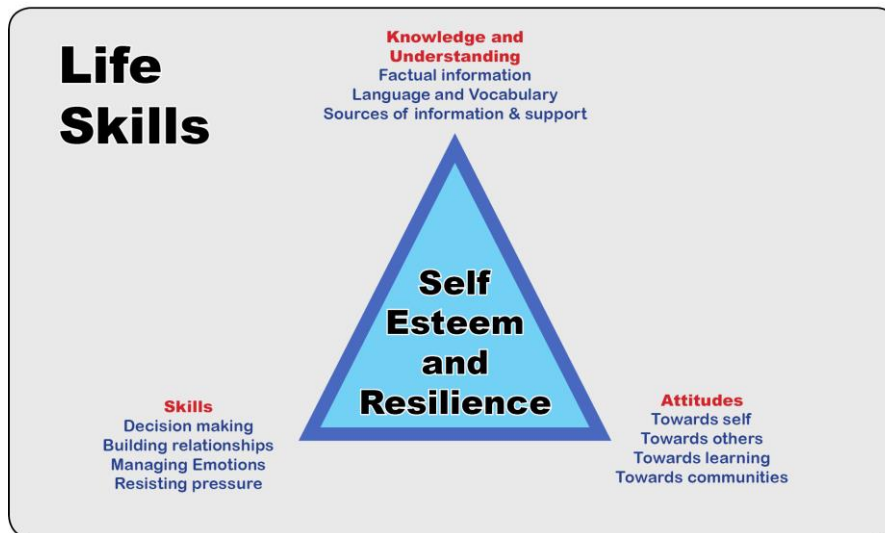 Life
Skills
Knowledge and
Understanding
Factual information
Language and Vocabulary
Sources of information & support
Self
Esteem
and
Resilience
Skills
Decision making
Building relationships
Managing Emotions
Resisting pressure
Attitudes
Towards self
Towards others
Towards learning
Towards communities